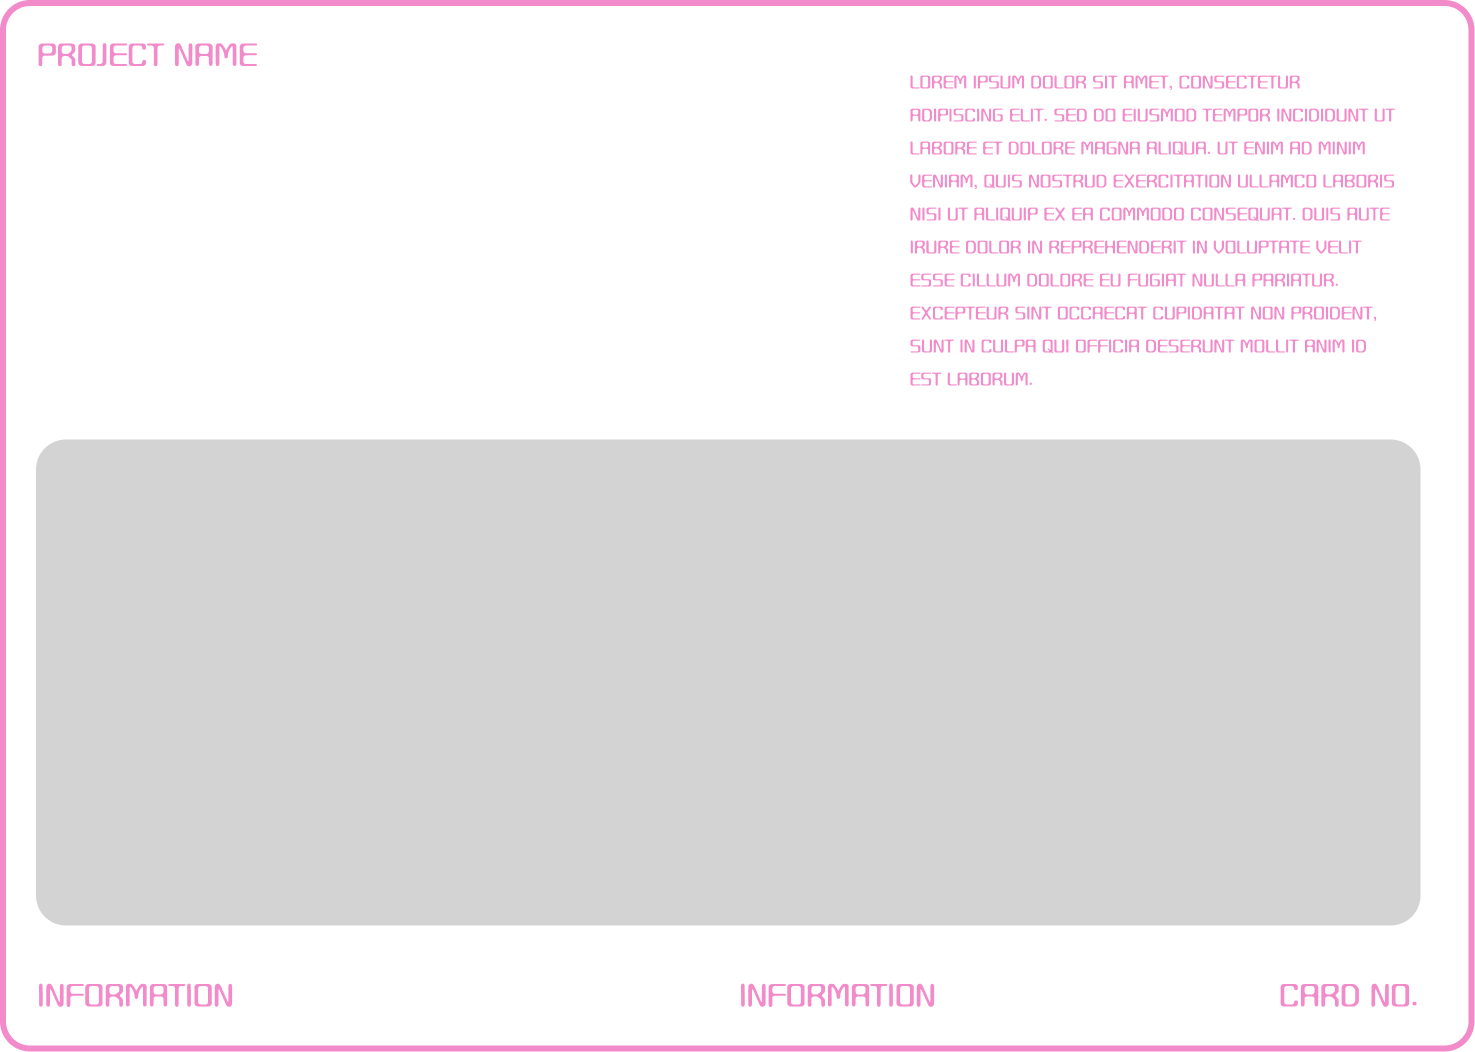 PROJECT NAME
LOREM IPSUM DOLOR SIT AMET, CONSECTETUR
ADIPISCING ELIT. SED DO EIUSMOD TEMPOR INCIDIDUNT UT
LABORE ET DOLORE MAGNA ALIQUA. UT ENIM AD MINIM
VENIAM, QUIS NOSTRUD EXERCITATION ULLAMCO LABORIS
NISI UT ALIQUIP EX EA COMMODO CONSEQUAT. DUIS AUTE
IRURE DOLOR IN REPREHENDERIT IN VOLUPTATE VELIT
ESSE CILLUM DOLORE EU FUGIAT NULLA PARIATUR.
EXCEPTEUR SINT OCCAECAT CUPIDATAT NON PROIDENT,
SUNT IN CULPA QUI OFFICIA DESERUNT MOLLIT ANIM ID
EST LABORUM.
INFORMATION
INFORMATION
CARD NO.